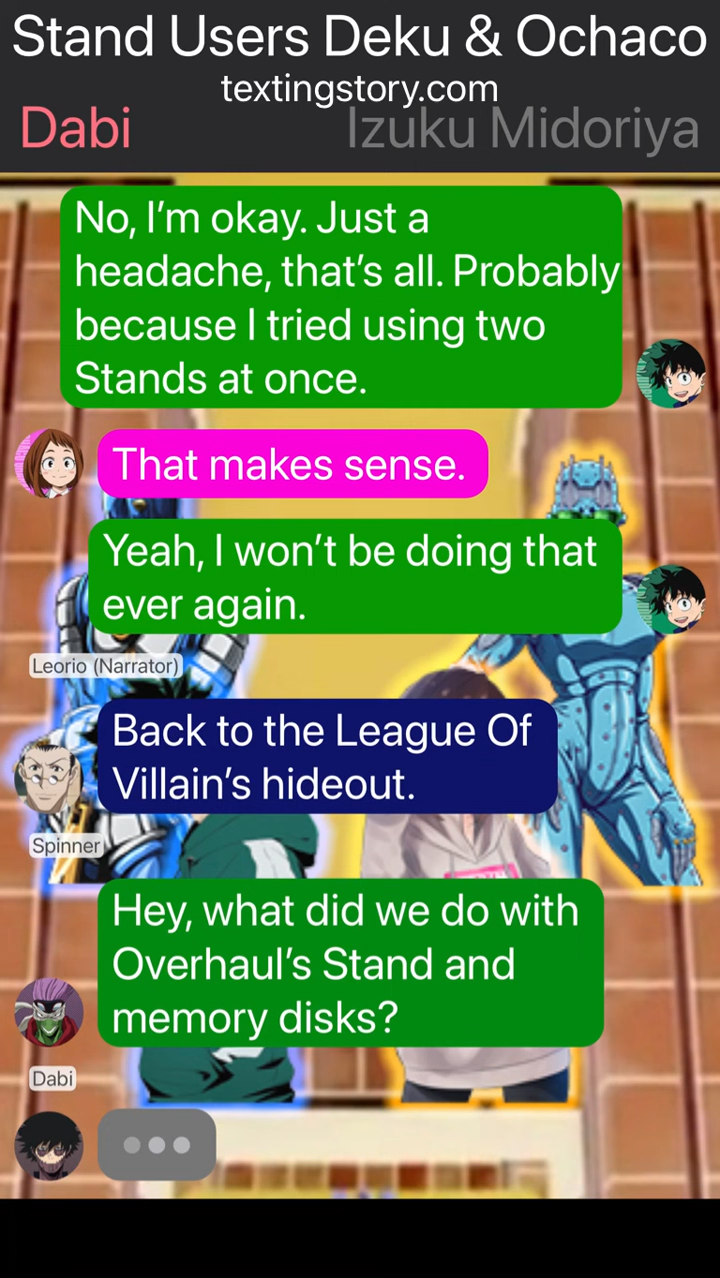 Stand Users Deku & Ochaco
textingstory.com
Dabi
Izuku Midoriya
No, I'm okay. Just a
headache, that's all. Probably
because I tried using two
Stands at once.
That makes sense.
Yeah, I won't be doing that
ever again.
Leorio (Narrator)
Back to the League Of
Villain's hideout.
Spinner
Hey, what did we do with
Overhaul's Stand and
memory disks?
Dabi